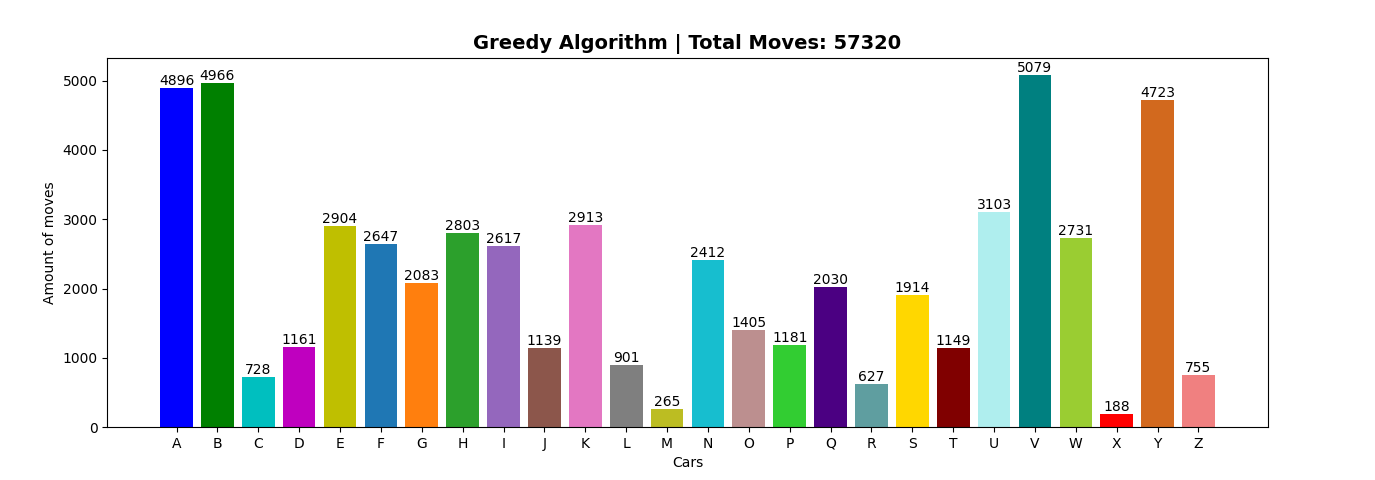 Greedy Algorithm | Total Moves: 57320
Amount of moves
5000
4000
3000
2000
1000
0
4896 4966 728 1161 2904 2647 2083 2803 2617 1139 2913 901 265 2412 1405 1181 2030 627 1914 1149 3103 5079 2731 188 4723 755
A B C D E F G H I J K L M N O P Q R S T U V W X Y Z
Cars